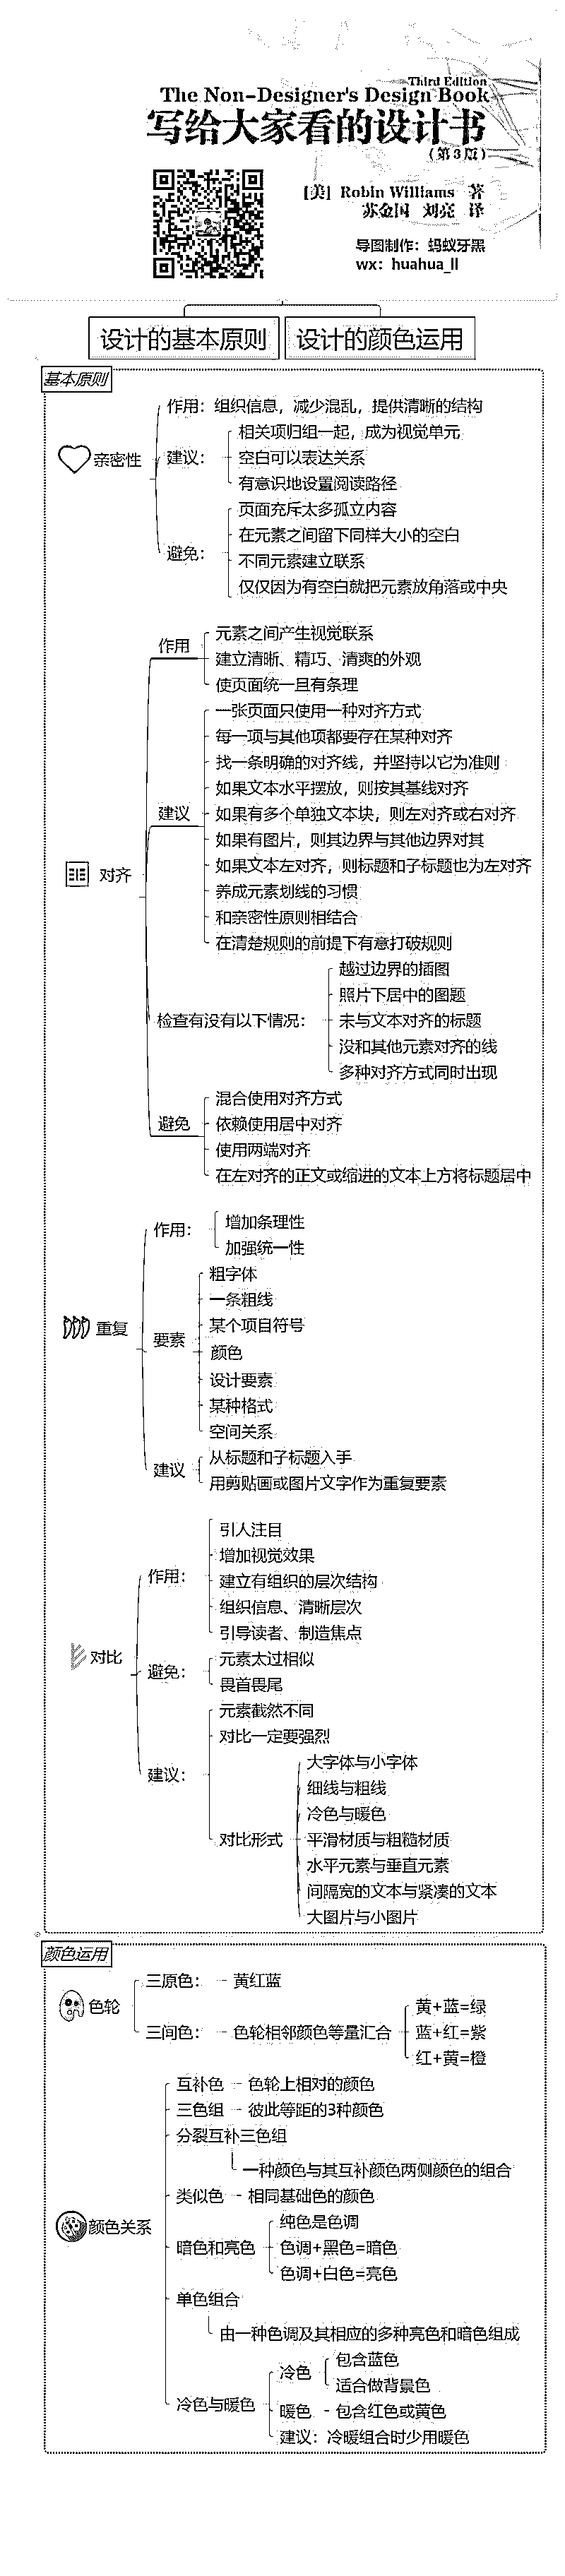 Third Edition
The Non-Designer's Design Book
写给大家看的设计书
(第3版)
[美] Robin Williams 著
苏金国 刘亮 译
导图制作：蚂蚁牙黑
wx：huahua_ll
设计的基本原则
设计的颜色运用
基本原则
亲密性
作用：组织信息，减少混乱，提供清晰的结构
建议：
相关项归组一起，成为视觉单元
空白可以表达关系
有意识地设置阅读路径
避免：
页面充斥太多孤立内容
在元素之间留下同样大小的空白
不同元素建立联系
仅仅因为有空白就把元素放角落或中央
对齐
作用
元素之间产生视觉联系
建立清晰、精巧、清爽的外观
使页面统一且有条理
建议
一张页面只使用一种对齐方式
每一项与其他项都要存在某种对齐
找一条明确的对齐线，并坚持以它为准则
如果文本水平摆放，则按其基线对齐
如果有多个单独文本块，则左对齐或右对齐
如果有图片，则其边界与其他边界对其
如果文本左对齐，则标题和子标题也为左对齐
养成元素划线的习惯
和亲密性原则相结合
在清楚规则的前提下有意打破规则
检查有没有以下情况：
越过边界的插图
照片下居中的图题
未与文本对齐的标题
没和其他元素对齐的线
多种对齐方式同时出现
避免
混合使用对齐方式
依赖使用居中对齐
使用两端对齐
在左对齐的正文或缩进的文本上方将标题居中
重复
作用：
增加条理性
加强统一性
要素
粗字体
一条粗线
某个项目符号
颜色
设计要素
某种格式
空间关系
建议
从标题和子标题入手
用剪贴画或图片文字作为重复要素
对比
作用：
引人注目
增加视觉效果
建立有组织的层次结构
组织信息、清晰层次
引导读者、制造焦点
避免：
元素太过相似
畏首畏尾
建议：
元素截然不同
对比一定要强烈
对比形式
大字体与小字体
细线与粗线
冷色与暖色
平滑材质与粗糙材质
水平元素与垂直元素
间隔宽的文本与紧凑的文本
大图片与小图片
颜色运用
色轮
三原色： 黄红蓝
三间色： 色轮相邻颜色等量汇合
黄+蓝=绿
蓝+红=紫
红+黄=橙
颜色关系
互补色 色轮上相对的颜色
三色组 彼此等距的3种颜色
分裂互补三色组
一种颜色与其互补颜色两侧颜色的组合
类似色 相同基础色的颜色
暗色和亮色
纯色是色调
色调+黑色=暗色
色调+白色=亮色
单色组合
由一种色调及其相应的多种亮色和暗色组成
冷色与暖色
冷色
包含蓝色
适合做背景色
暖色 - 包含红色或黄色
建议：冷暖组合时少用暖色